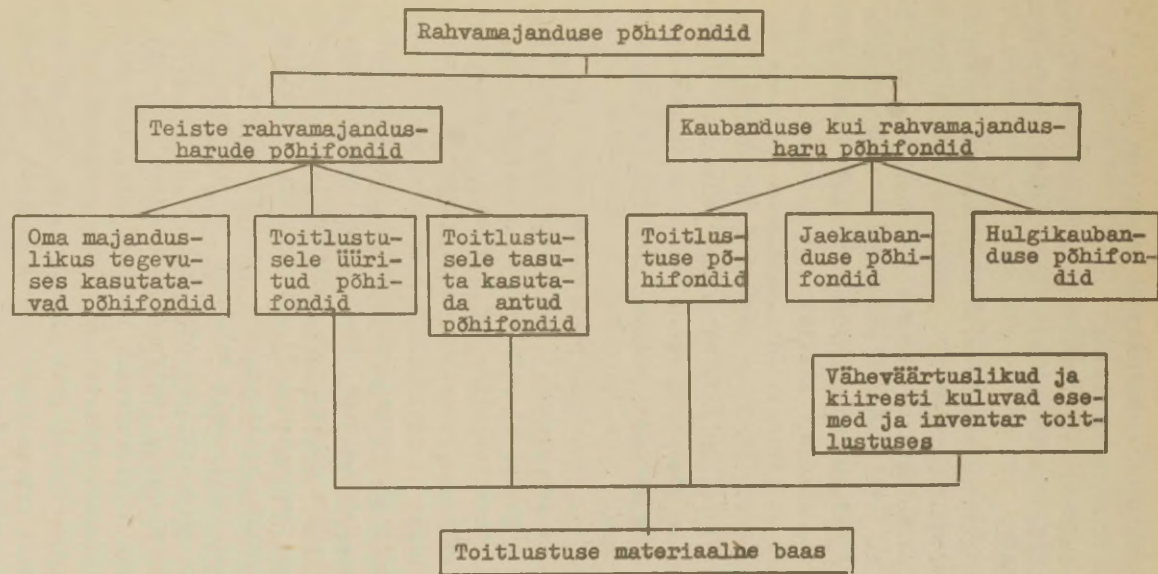 Rahvamajanduse põhifondid
Teiste rahvamajandus-
harude põhifondid
Kaubanduse kui rahvamajandus-
haru põhifondid
Oma majandus-
likus tegevu-
ses kasutata-
vad põhifondid
Toitlustu-
sele üüri-
tud põhi-
fondid
Toitlustu-
sele tasu-
ta kasuta-
da antud
põhifondid
Toitlus-
tuse põ-
hifondid
Jaekauban-
duse põhi-
fondid
Hulgikauban-
duse põhifon-
did
Väheväärtuslikud ja
kiiresti kuluvad ese-
med ja inventar toit-
lustuses
Toitlustuse materiaalne baas